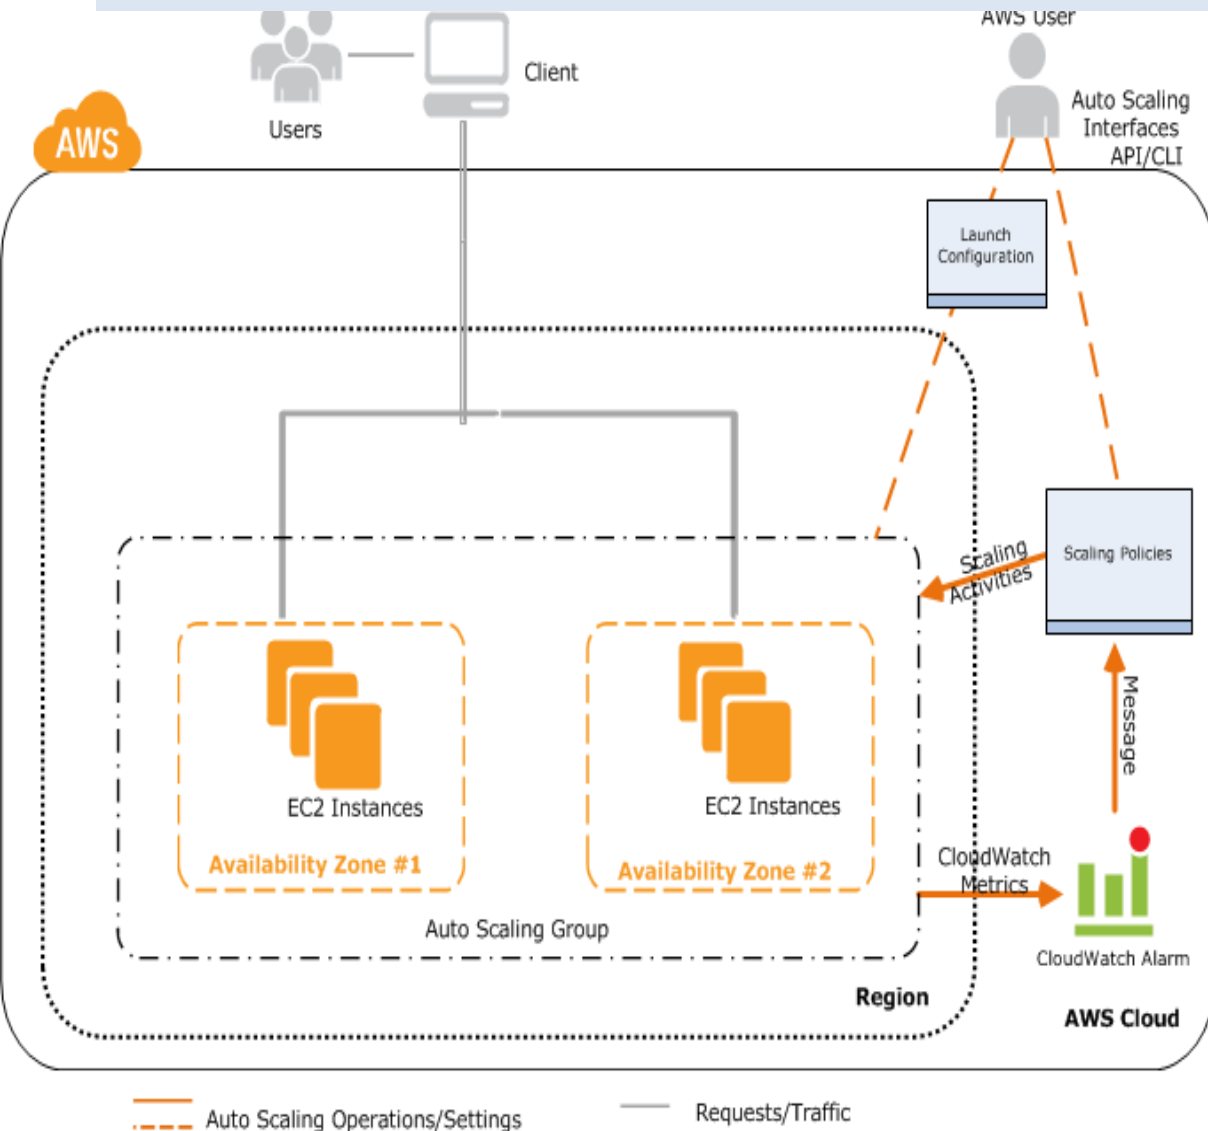 AWS User
Client
Auto Scaling
Interfaces
API/CLI
Users
AWS
Launch
Configuration
Scaling
Activities
Scaling Policies
Message
EC2 Instances
EC2 Instances
Availability Zone #1
Availability Zone #2
CloudWatch
Metrics
Auto Scaling Group
CloudWatch Alarm
Region
AWS Cloud
Auto Scaling Operations/Settings
Requests/Traffic